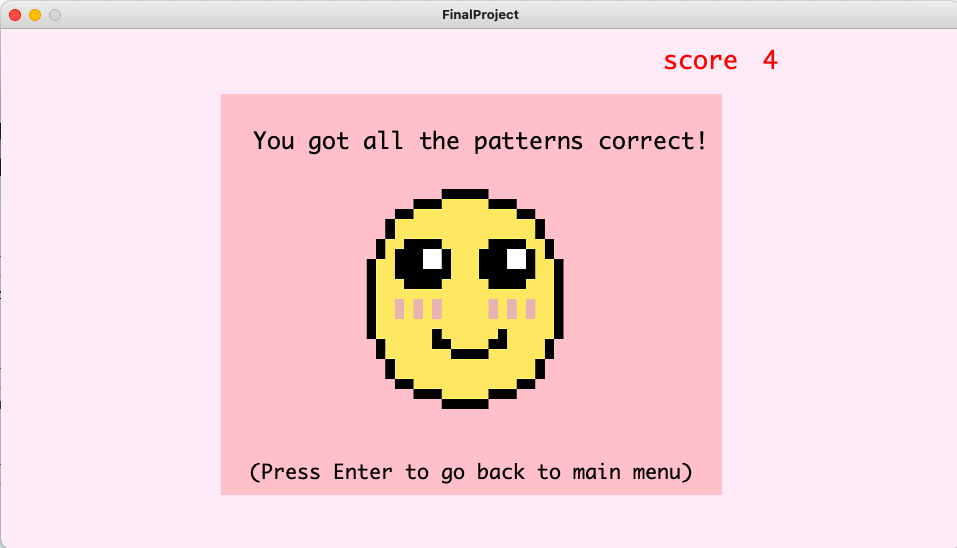 FinalProject
score 4
You got all the patterns correct!
(Press Enter to go back to main menu)